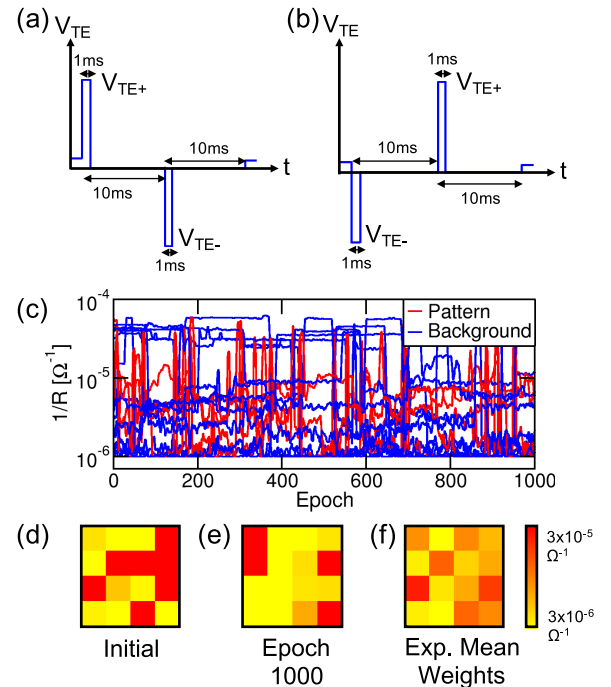 (a)
V_TE
1ms
V_TE+
10ms
t
10ms
V_TE-
1ms
(b)
V_TE
1ms
V_TE+
10ms
t
10ms
V_TE-
1ms
(c)
1/R [Ω⁻¹]
10⁻⁴
10⁻⁵
10⁻⁶
Pattern
Background
0 200 400 600 800 1000
Epoch
(d)
Initial
(e)
Epoch
1000
(f)
Exp. Mean
Weights
3x10⁻⁵
Ω⁻¹
3x10⁻⁶
Ω⁻¹